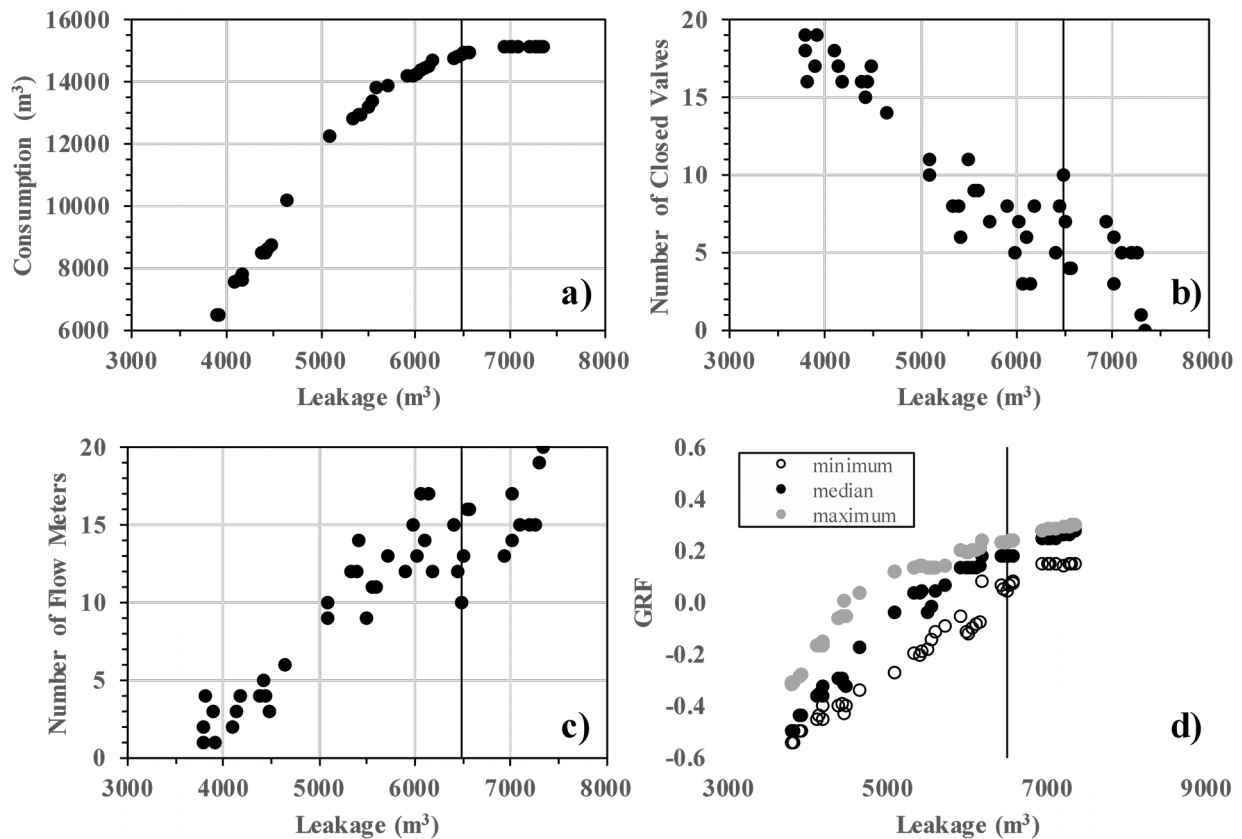 16000
14000
12000
10000
8000
6000
Consumption (m³)
3000 4000 5000 6000 7000 8000
Leakage (m³)
a)
20
15
10
5
0
Number of Closed Valves
3000 4000 5000 6000 7000 8000
Leakage (m³)
b)
20
15
10
5
0
Number of Flow Meters
3000 4000 5000 6000 7000 8000
Leakage (m³)
c)
0.6
0.4
0.2
0.0
-0.2
-0.4
-0.6
GRF
minimum
median
maximum
3000 5000 7000 9000
Leakage (m³)
d)